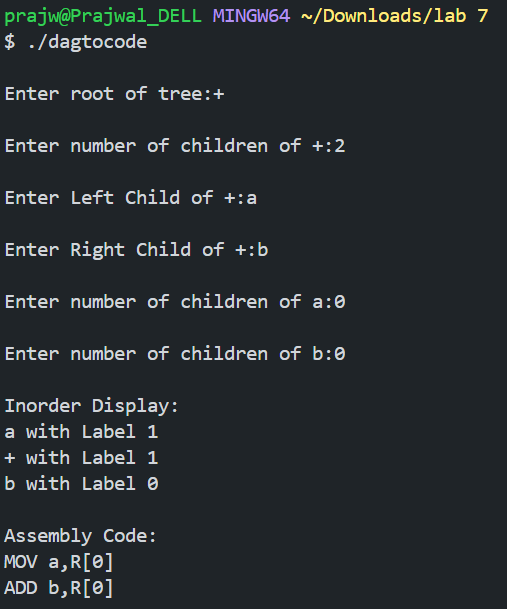 prajw@Prajwal_DELL MINGW64 ~/Downloads/lab 7
$ ./dagtocode
Enter root of tree:+
Enter number of children of +:2
Enter Left Child of +:a
Enter Right Child of +:b
Enter number of children of a:0
Enter number of children of b:0
Inorder Display:
a with Label 1
+ with Label 1
b with Label 0
Assembly Code:
MOV a,R[0]
ADD b,R[0]